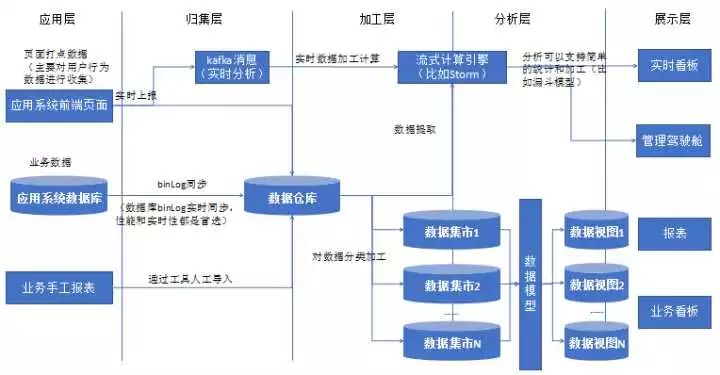 应用层
归集层
加工层
分析层
展示层
页面打点数据
（主要对用户行为
数据进行收集）
应用系统前端页面
实时上报
kafka 消息
（实时分析）
实时数据加工计算
流式计算引擎
（比如Storm）
分析可以支持简单
的统计和加工（比
如漏斗模型）
实时看板
管理驾驶舱
数据提取
业务数据
应用系统数据库
binLog同步
（数据库binLog实时同步，
性能和实时性都是首选）
数据仓库
对数据分类加工
业务手工报表
通过工具人工导入
数据集市1
数据集市2
数据集市N
数据模型
数据视图1
数据视图2
数据视图N
报表
业务看板